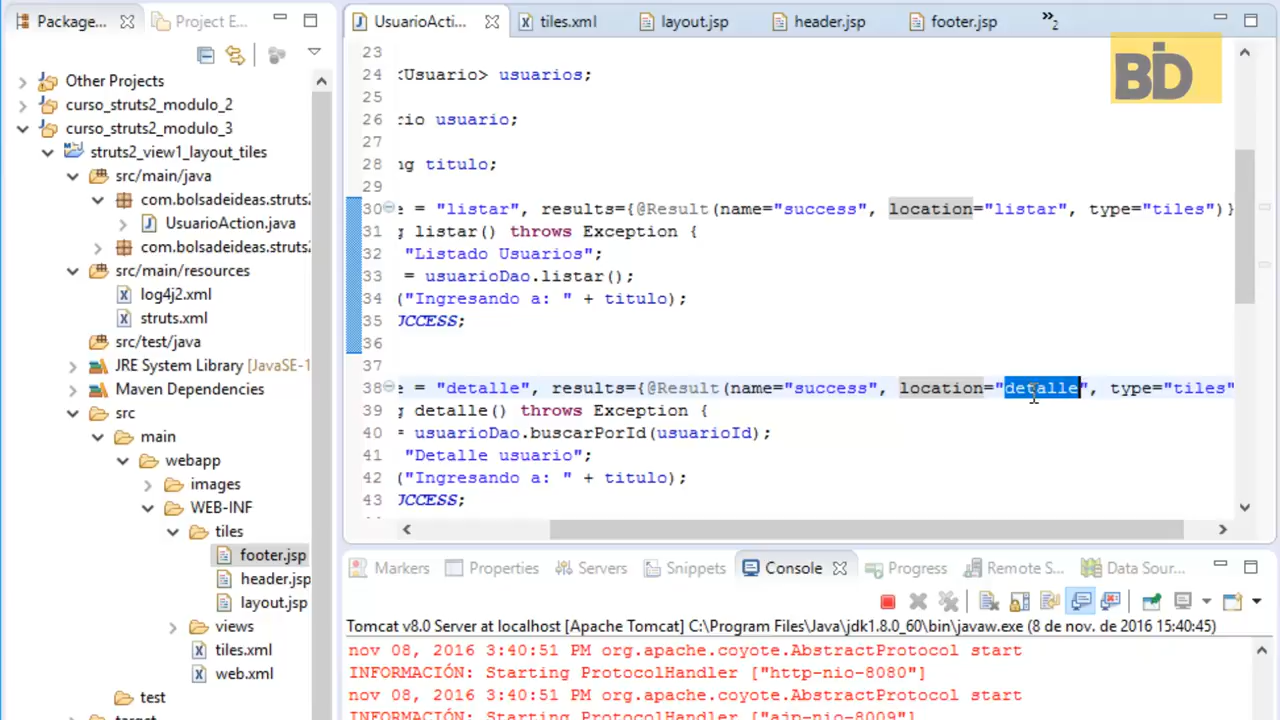 Package...
Project E...
Other Projects
curso_struts2_modulo_2
curso_struts2_modulo_3
struts2_view1_layout_tiles
src/main/java
com.bolsadeideas.struts
UsuarioAction.java
com.bolsadeideas.struts
src/main/resources
log4j2.xml
struts.xml
src/test/java
JRE System Library [JavaSE-1
Maven Dependencies
src
main
webapp
images
WEB-INF
tiles
footer.jsp
header.jsp
layout.jsp
views
tiles.xml
web.xml
test
target
UsuarioActi...
tiles.xml
layout.jsp
header.jsp
footer.jsp
»2
BD
23
24 <Usuario> usuarios;
25
26 cio usuario;
27
28 ng titulo;
29
30 e = "listar", results={@Result(name="success", location="listar", type="tiles")}
31 g listar() throws Exception {
32 "Listado Usuarios";
33 = usuarioDao.listar();
34 ("Ingresando a: " + titulo);
35 UCCESS;
36
37
38 e = "detalle", results={@Result(name="success", location="detalle", type="tiles"
39 g detalle() throws Exception {
40 = usuarioDao.buscarPorId(usuarioId);
41 "Detalle usuario";
42 ("Ingresando a: " + titulo);
43 UCCESS;
Markers
Properties
Servers
Snippets
Console
Progress
Remote S...
Data Sour...
Tomcat v8.0 Server at localhost [Apache Tomcat] C:\Program Files\Java\jdk1.8.0_60\bin\javaw.exe (8 de nov. de 2016 15:40:45)
nov 08, 2016 3:40:51 PM org.apache.coyote.AbstractProtocol start
INFORMACIÓN: Starting ProtocolHandler ["http-nio-8080"]
nov 08, 2016 3:40:51 PM org.apache.coyote.AbstractProtocol start
INFORMACIÓN: Starting ProtocolHandler ["ajp-nio-8009"]